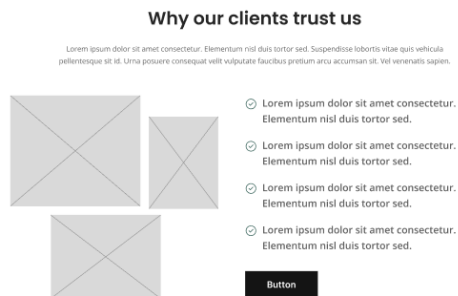 Why our clients trust us
Lorem ipsum dolor sit amet consectetur. Elementum nisl duis tortor sed. Suspendisse lobortis vitae quis vehicula
pellentesque sit id. Urna posuere consequat velit vulputate faucibus pretium arcu accumsan sit. Vel venenatis sapien.
Lorem ipsum dolor sit amet consectetur.
Elementum nisl duis tortor sed.
Lorem ipsum dolor sit amet consectetur.
Elementum nisl duis tortor sed.
Lorem ipsum dolor sit amet consectetur.
Elementum nisl duis tortor sed.
Lorem ipsum dolor sit amet consectetur.
Elementum nisl duis tortor sed.
Button